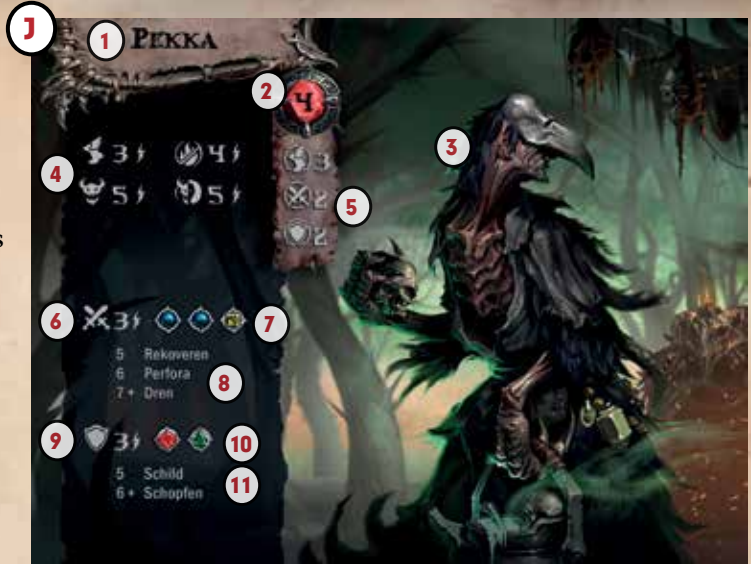 J
1 PEKKA
2 4
3
4 3 4
5 5
3
2 5
2
s
6 3 7
5 Rekoveren
6 Perfora 8
7+ Dren
9 3 10
5 Schild 11
6+ Schopfen